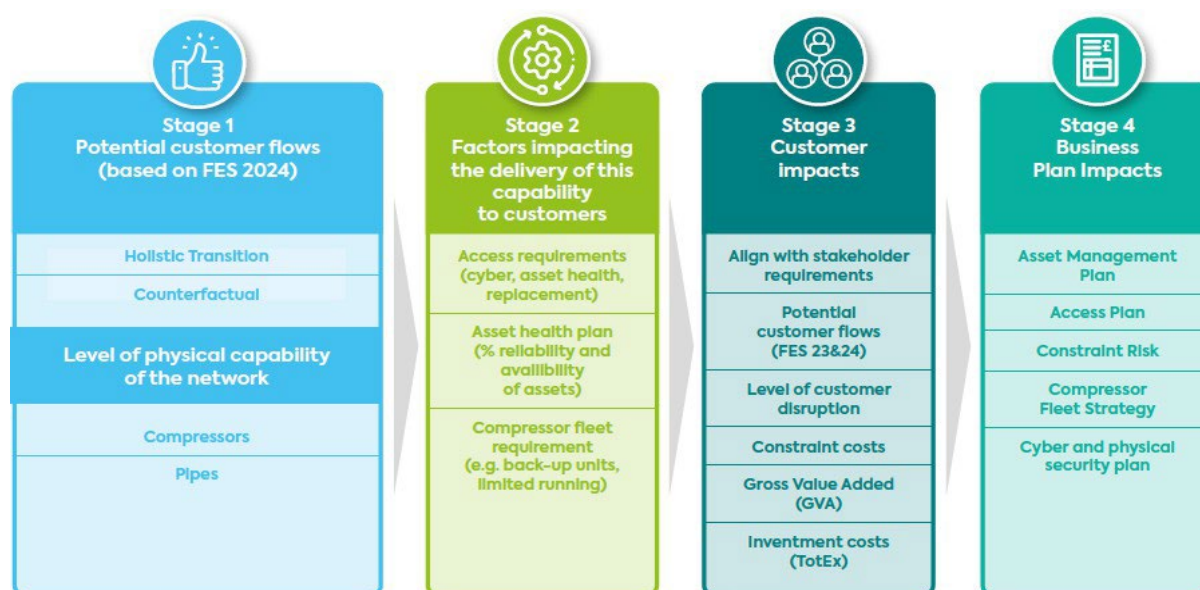 Stage 1
Potential customer flows
(based on FES 2024)
Holistic Transition
Counterfactual
Level of physical capability
of the network
Compressors
Pipes
Stage 2
Factors impacting
the delivery of this
capability
to customers
Access requirements
(cyber, asset health,
replacement)
Asset health plan
(% reliability and
availibility
of assets)
Compressor fleet
requirement
(e.g. back-up units,
limited running)
Stage 3
Customer
impacts
Align with stakeholder
requirements
Potential
customer flows
(FES 23&24)
Level of customer
disruption
Constraint costs
Gross Value Added
(GVA)
Inventment costs
(TotEx)
£
Stage 4
Business
Plan Impacts
Asset Management
Plan
Access Plan
Constraint Risk
Compressor
Fleet Strategy
Cyber and physical
security plan